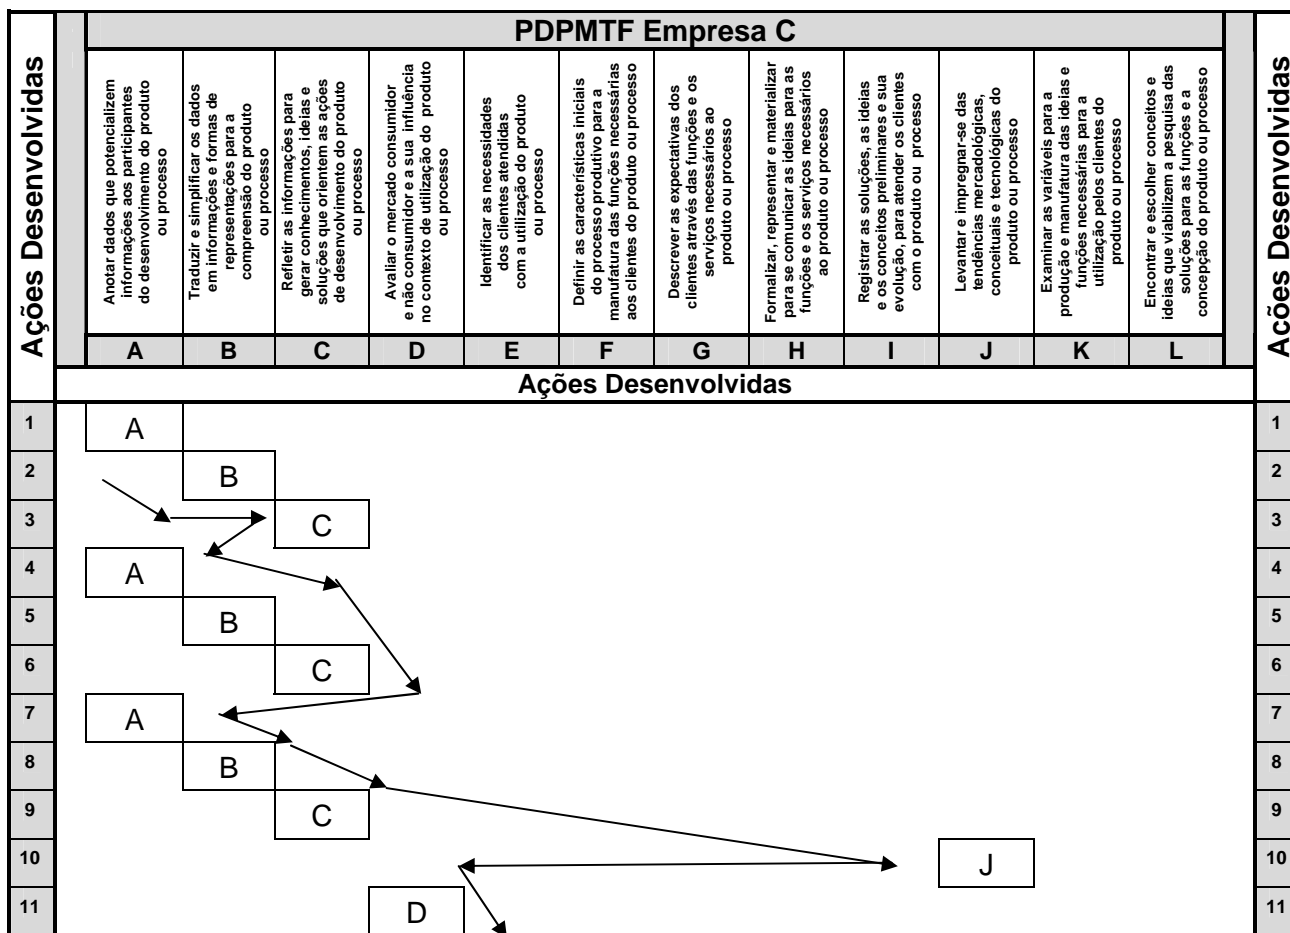 PDPMTF Empresa C
Ações Desenvolvidas
Anotar dados que potencializem
informações aos participantes
do desenvolvimento do produto
ou processo
Traduzir e simplificar os dados
em informações e formas de
representações para a
compreensão do produto
ou processo
Refletir as informações para
gerar conhecimentos, ideias e
soluções que orientem as ações
de desenvolvimento do produto
ou processo
Avaliar o mercado consumidor
e não consumidor e a sua influência
no contexto de utilização do produto
ou processo
Identificar as necessidades
dos clientes atendidas
com a utilização do produto
ou processo
Definir as características iniciais
do processo produtivo para a
manufatura das funções necessárias
aos clientes do produto ou processo
Descrever as expectativas dos
clientes através das funções e os
serviços necessários ao
produto ou processo
Formalizar, representar e materializar
para se comunicar as ideias para as
funções e os serviços necessários
ao produto ou processo
Registrar as soluções, as ideias
e os conceitos preliminares e sua
evolução, para atender os clientes
com o produto ou processo
Levantar e impregnar-se das
tendências mercadológicas,
conceituais e tecnológicas do
produto ou processo
Examinar as variáveis para a
produção e manufatura das ideias e
funções necessárias para a
utilização pelos clientes do
produto ou processo
Encontrar e escolher conceitos e
ideias que viabilizem a pesquisa das
soluções para as funções e a
concepção do produto ou processo
Ações Desenvolvidas
A B C D E F G H I J K L
Ações Desenvolvidas
1 A 1
2 B 2
3 C 3
4 A 4
5 B 5
6 C 6
7 A 7
8 B 8
9 C 9
10 J 10
11 D 11